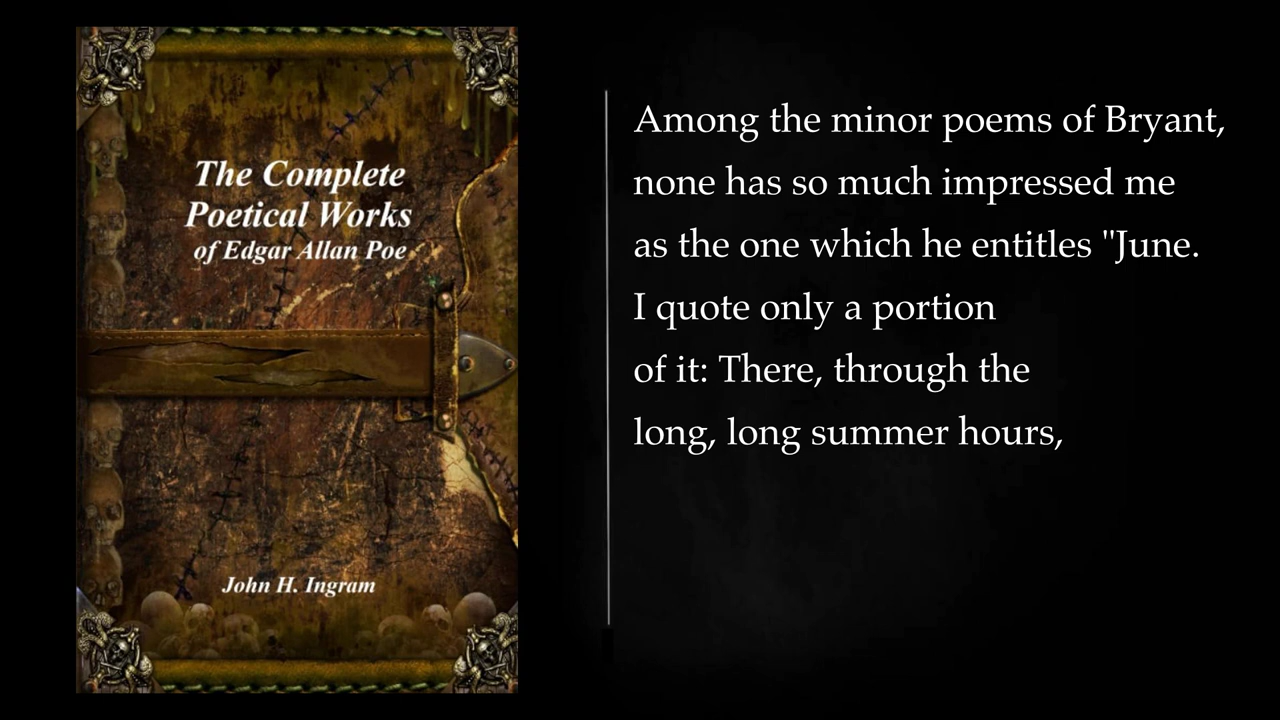 The Complete
Poetical Works
of Edgar Allan Poe
John H. Ingram
Among the minor poems of Bryant,
none has so much impressed me
as the one which he entitles "June.
I quote only a portion
of it: There, through the
long, long summer hours,